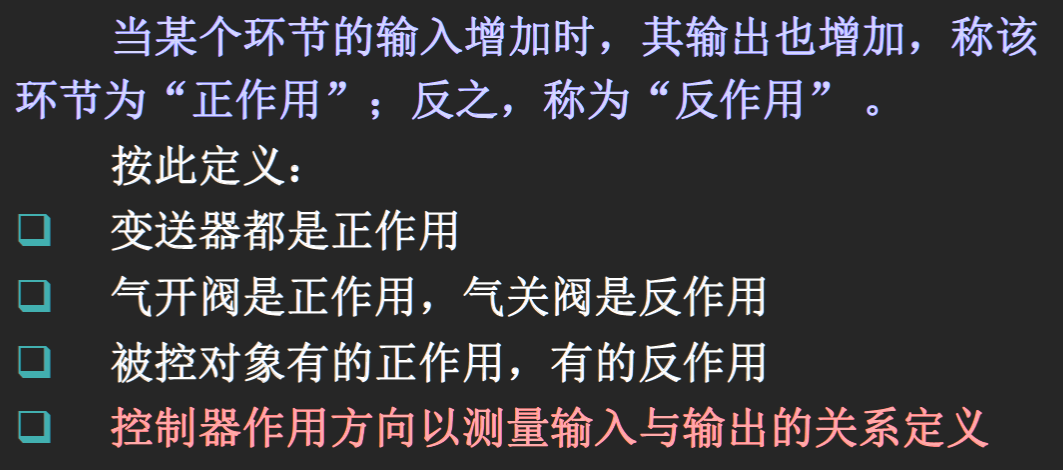 当某个环节的输入增加时，其输出也增加，称该
环节为“正作用”；反之，称为“反作用” 。
按此定义：
变送器都是正作用
气开阀是正作用，气关阀是反作用
被控对象有的正作用，有的反作用
控制器作用方向以测量输入与输出的关系定义